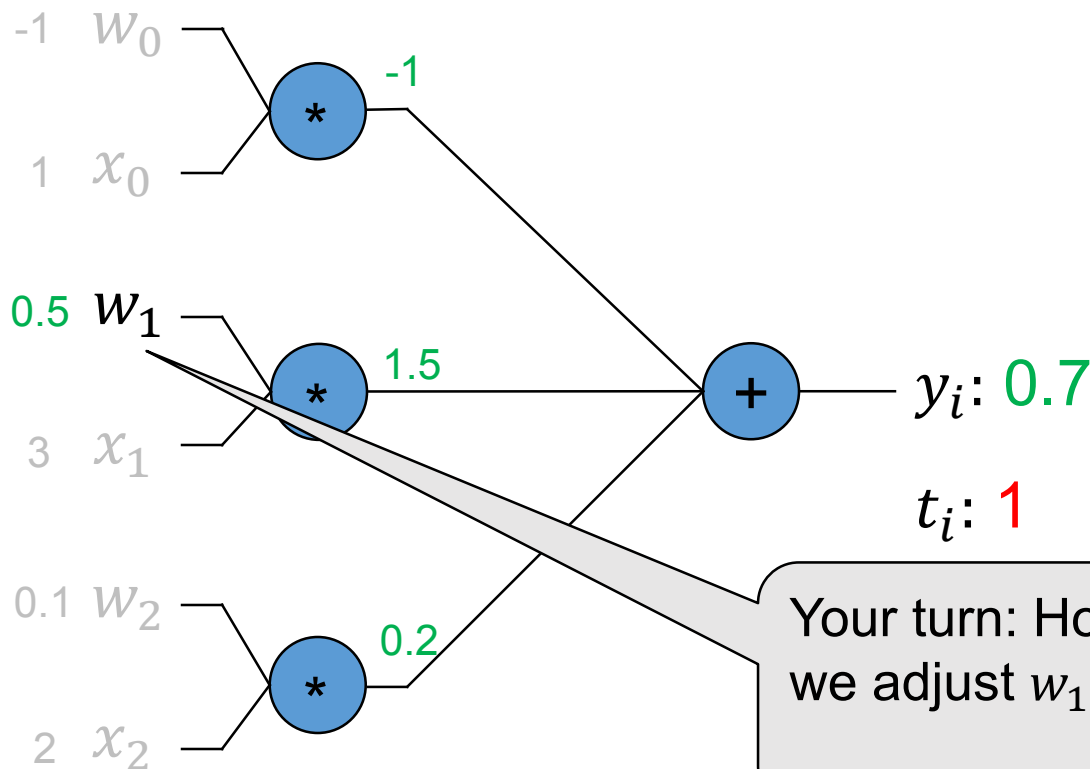 -1 w₀
-1
*
1 x₀
0.5 w₁
1.5
*
+
yᵢ: 0.7
3 x₁
tᵢ: 1
0.1 w₂
0.2
*
2 x₂
Your turn:
we adjust w₁